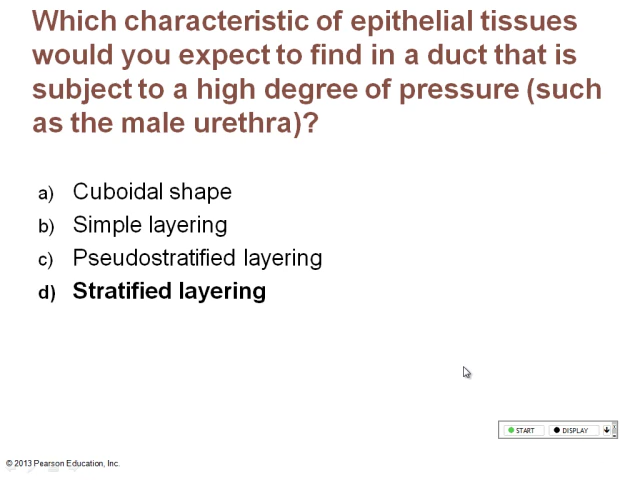 Which characteristic of epithelial tissues
would you expect to find in a duct that is
subject to a high degree of pressure (such
as the male urethra)?
a) Cuboidal shape
b) Simple layering
c) Pseudostratified layering
d) Stratified layering
START DISPLAY
© 2013 Pearson Education, Inc.